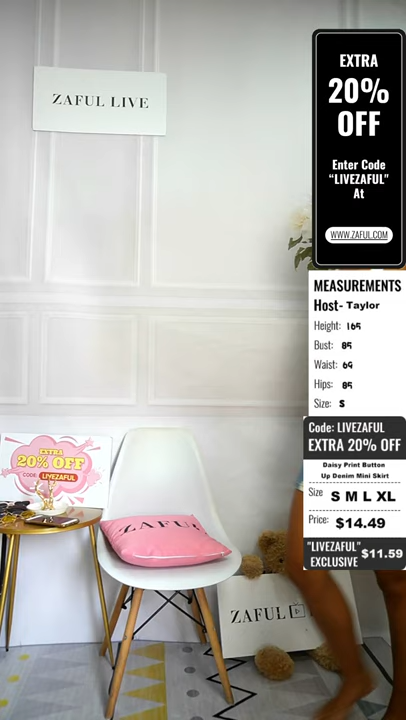 ZAFUL LIVE
EXTRA
20%
OFF
Enter Code
“LIVEZAFUL"
At
WWW.ZAFUL.COM
MEASUREMENTS
Host- Taylor
Height: 165
Bust: 85
Waist: 69
Hips: 85
Size: S
Code: LIVEZAFUL
EXTRA 20% OFF
Daisy Print Button
Up Denim Mini Skirt
Size S M L XL
Price: $14.49
"LIVEZAFUL"
EXCLUSIVE $11.59
EXTRA
20% OFF
CODE: LIVEZAFUL
ZAFUL
ZAFUL